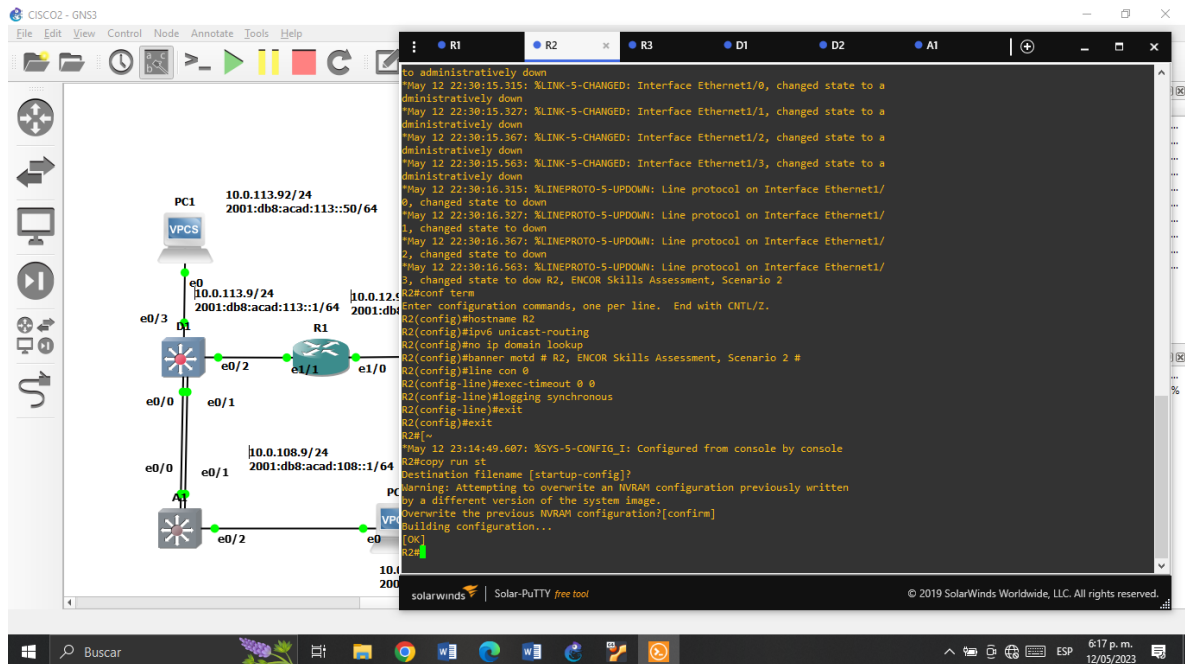 CISCO2 - GNS3
File Edit View Control Node Annotate Tools Help
R1
R2
R3
D1
D2
A1
to administratively down
*May 12 22:30:15.315: %LINK-5-CHANGED: Interface Ethernet1/0, changed state to a
dministratively down
*May 12 22:30:15.327: %LINK-5-CHANGED: Interface Ethernet1/1, changed state to a
dministratively down
*May 12 22:30:15.367: %LINK-5-CHANGED: Interface Ethernet1/2, changed state to a
dministratively down
*May 12 22:30:15.563: %LINK-5-CHANGED: Interface Ethernet1/3, changed state to a
dministratively down
*May 12 22:30:16.315: %LINEPROTO-5-UPDOWN: Line protocol on Interface Ethernet1/
0, changed state to down
*May 12 22:30:16.327: %LINEPROTO-5-UPDOWN: Line protocol on Interface Ethernet1/
1, changed state to down
*May 12 22:30:16.367: %LINEPROTO-5-UPDOWN: Line protocol on Interface Ethernet1/
2, changed state to down
*May 12 22:30:16.563: %LINEPROTO-5-UPDOWN: Line protocol on Interface Ethernet1/
3, changed state to dow R2, ENCOR Skills Assessment, Scenario 2
R2#conf term
Enter configuration commands, one per line.  End with CNTL/Z.
R2(config)#hostname R2
R2(config)#ipv6 unicast-routing
R2(config)#no ip domain lookup
R2(config)#banner motd # R2, ENCOR Skills Assessment, Scenario 2 #
R2(config)#line con 0
R2(config-line)#exec-timeout 0 0
R2(config-line)#logging synchronous
R2(config-line)#exit
R2(config)#exit
R2#[~
*May 12 23:14:49.607: %SYS-5-CONFIG_I: Configured from console by console
R2#copy run st
Destination filename [startup-config]?
Warning: Attempting to overwrite an NVRAM configuration previously written
by a different version of the system image.
Overwrite the previous NVRAM configuration?[confirm]
Building configuration...
[OK]
R2#
solarwinds | Solar-PuTTY free tool
© 2019 SolarWinds Worldwide, LLC. All rights reserved.
PC1
10.0.113.92/24
2001:db8:acad:113::50/64
VPCS
e0
10.0.113.9/24
2001:db8:acad:113::1/64
10.0.12.9
2001:db
e0/3
D1
R1
e0/2
e1/1
e1/0
e0/0
e0/1
10.0.108.9/24
2001:db8:acad:108::1/64
e0/0
e0/1
A1
PC
VPC
e0/2
e0
10.0
200
%
Buscar
ESP
6:17 p. m.
12/05/2023